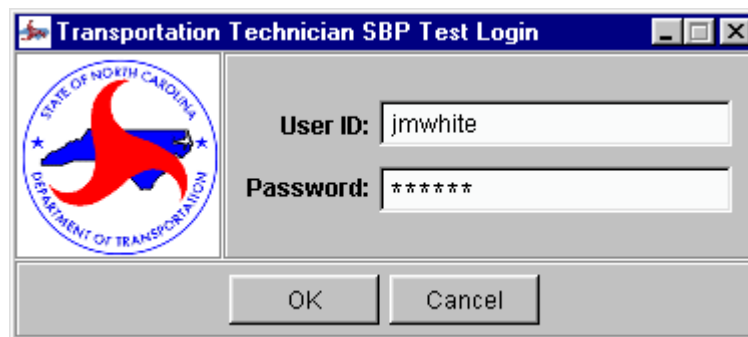 Transportation Technician SBP Test Login
STATE OF NORTH CAROLINA
DEPARTMENT OF TRANSPORTATION
User ID: jmwhite
Password: ******
OK Cancel